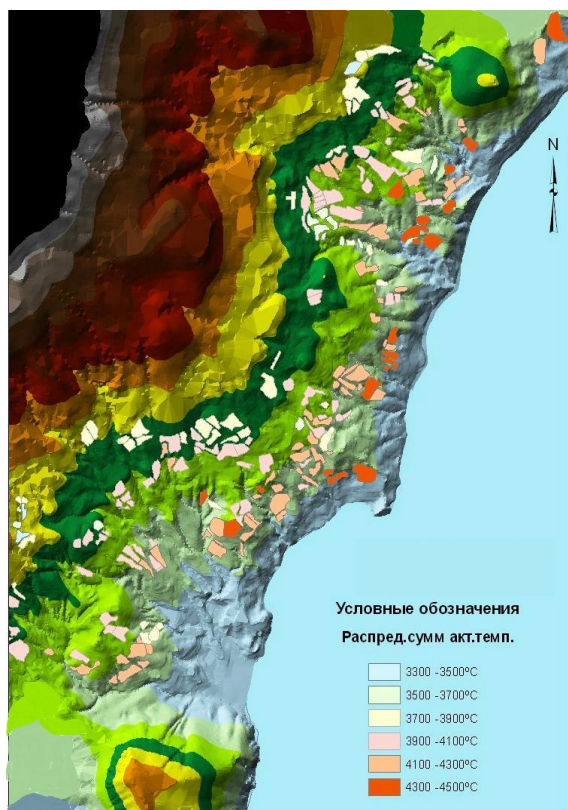 N
Условные обозначения
Распред.сумм акт.темп.
3300 -3500ºC
3500 -3700ºC
3700 -3900ºC
3900 -4100ºC
4100 -4300ºC
4300 -4500ºC